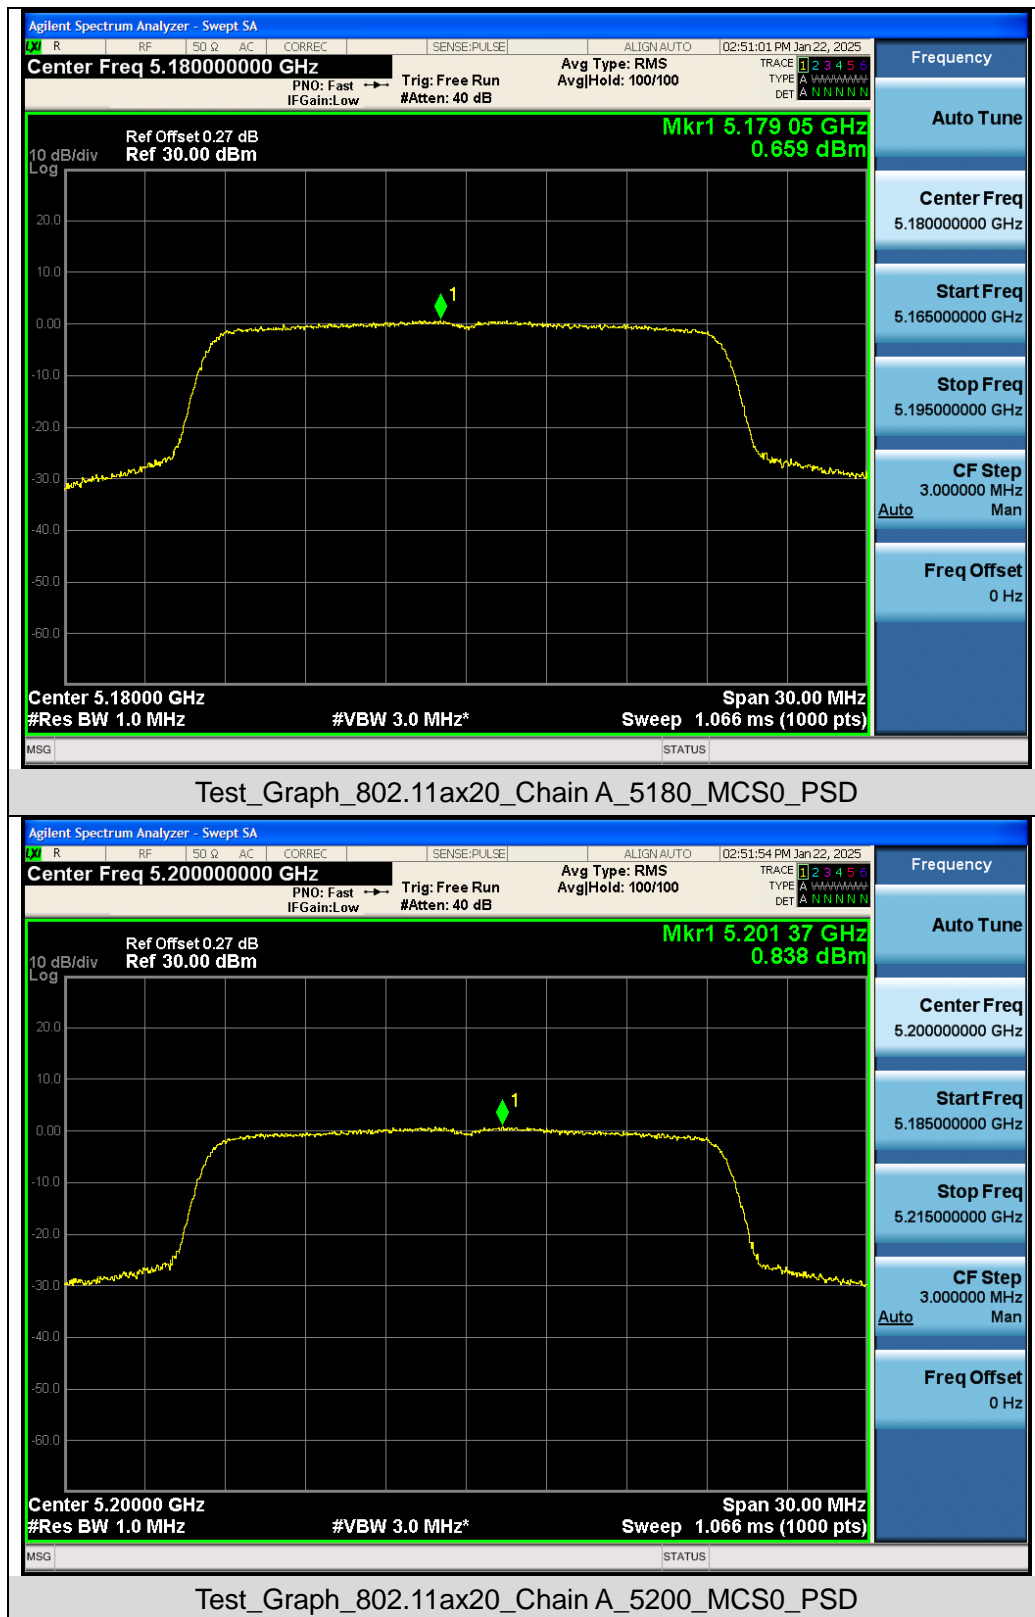 Agilent Spectrum Analyzer - Swept SA
LXI R RF 50 Ω AC CORREC SENSE:PULSE ALIGN AUTO 02:51:01 PM Jan 22, 2025
Center Freq 5.180000000 GHz
PNO: Fast
IFGain:Low
Trig: Free Run
#Atten: 40 dB
Avg Type: RMS
Avg|Hold: 100/100
TRACE 1 2 3 4 5 6
TYPE A WWWWW
DET A N N N N N
Ref Offset 0.27 dB
10 dB/div Ref 30.00 dBm
Log
Mkr1 5.179 05 GHz
0.659 dBm
20.0
10.0
0.00
-10.0
-20.0
-30.0
-40.0
-50.0
-60.0
1
Center 5.18000 GHz
#Res BW 1.0 MHz
#VBW 3.0 MHz*
Span 30.00 MHz
Sweep 1.066 ms (1000 pts)
MSG STATUS
Frequency
Auto Tune
Center Freq
5.180000000 GHz
Start Freq
5.165000000 GHz
Stop Freq
5.195000000 GHz
CF Step
3.000000 MHz
Auto Man
Freq Offset
0 Hz
Test_Graph_802.11ax20_Chain A_5180_MCS0_PSD
Agilent Spectrum Analyzer - Swept SA
LXI R RF 50 Ω AC CORREC SENSE:PULSE ALIGN AUTO 02:51:54 PM Jan 22, 2025
Center Freq 5.200000000 GHz
PNO: Fast
IFGain:Low
Trig: Free Run
#Atten: 40 dB
Avg Type: RMS
Avg|Hold: 100/100
TRACE 1 2 3 4 5 6
TYPE A WWWWW
DET A N N N N N
Ref Offset 0.27 dB
10 dB/div Ref 30.00 dBm
Log
Mkr1 5.201 37 GHz
0.838 dBm
20.0
10.0
0.00
-10.0
-20.0
-30.0
-40.0
-50.0
-60.0
1
Center 5.20000 GHz
#Res BW 1.0 MHz
#VBW 3.0 MHz*
Span 30.00 MHz
Sweep 1.066 ms (1000 pts)
MSG STATUS
Frequency
Auto Tune
Center Freq
5.200000000 GHz
Start Freq
5.185000000 GHz
Stop Freq
5.215000000 GHz
CF Step
3.000000 MHz
Auto Man
Freq Offset
0 Hz
Test_Graph_802.11ax20_Chain A_5200_MCS0_PSD